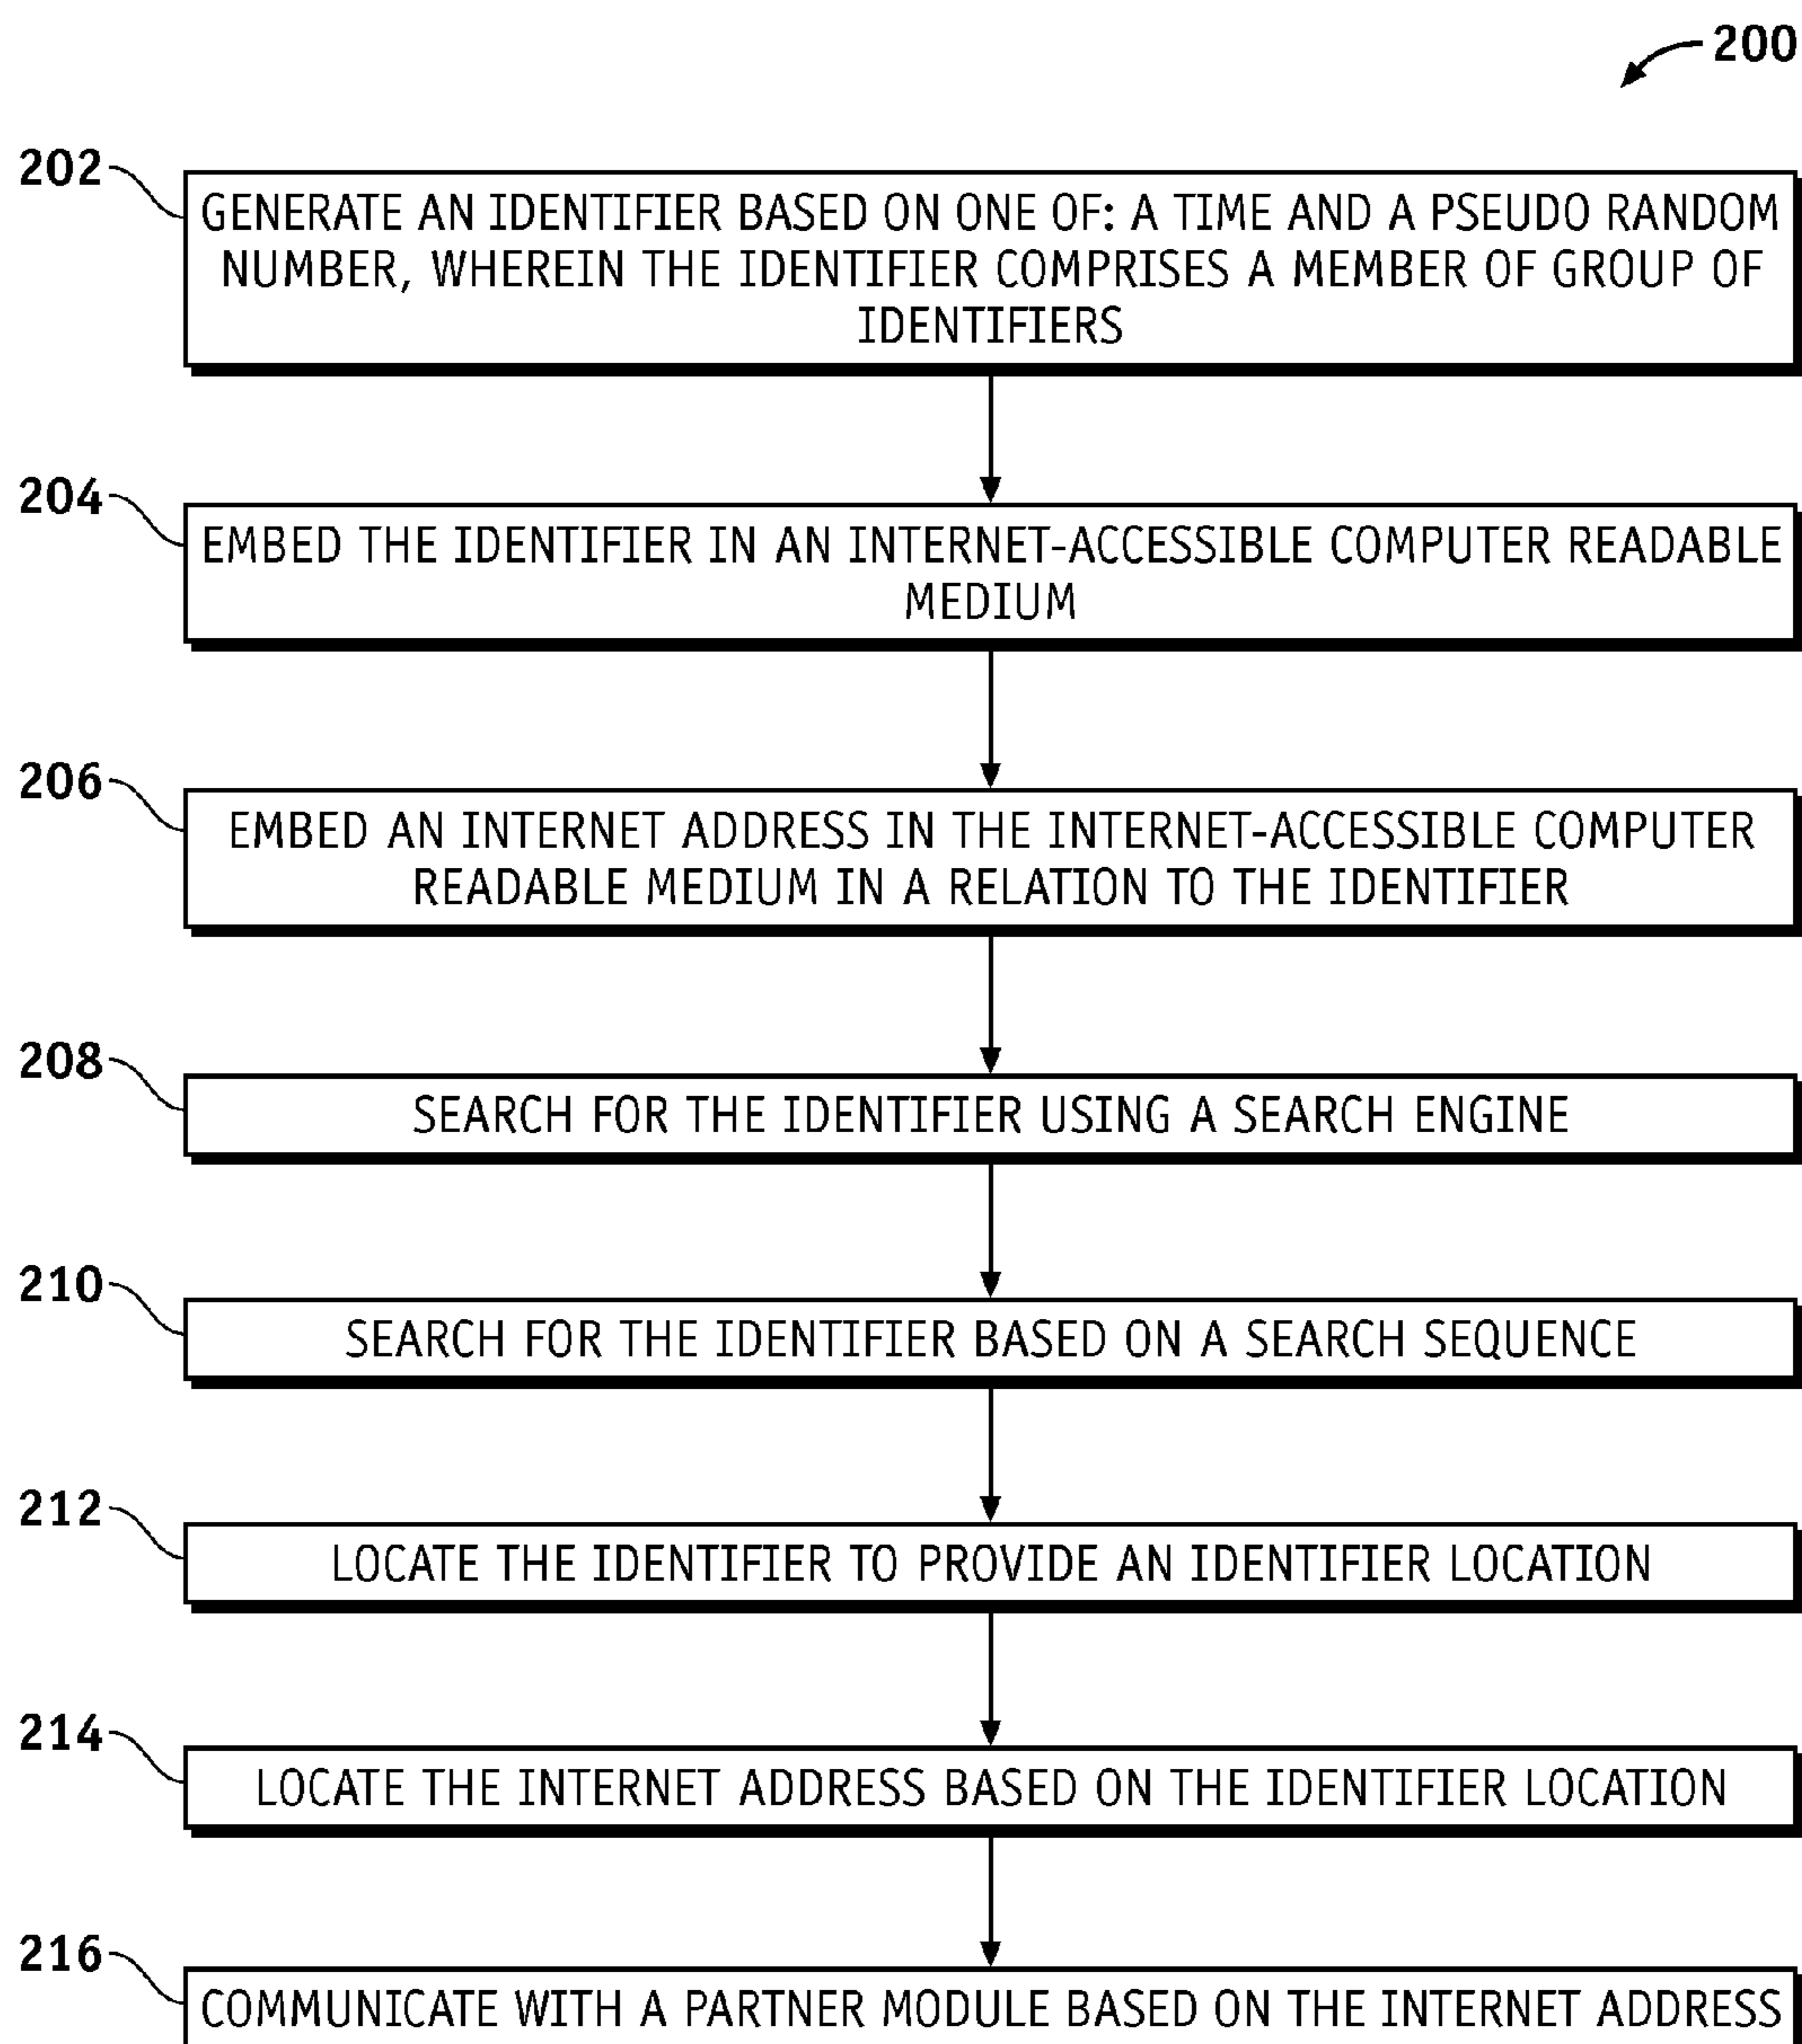 200
202
GENERATE AN IDENTIFIER BASED ON ONE OF: A TIME AND A PSEUDO RANDOM
NUMBER, WHEREIN THE IDENTIFIER COMPRISES A MEMBER OF GROUP OF
IDENTIFIERS
204
EMBED THE IDENTIFIER IN AN INTERNET-ACCESSIBLE COMPUTER READABLE
MEDIUM
206
EMBED AN INTERNET ADDRESS IN THE INTERNET-ACCESSIBLE COMPUTER
READABLE MEDIUM IN A RELATION TO THE IDENTIFIER
208
SEARCH FOR THE IDENTIFIER USING A SEARCH ENGINE
210
SEARCH FOR THE IDENTIFIER BASED ON A SEARCH SEQUENCE
212
LOCATE THE IDENTIFIER TO PROVIDE AN IDENTIFIER LOCATION
214
LOCATE THE INTERNET ADDRESS BASED ON THE IDENTIFIER LOCATION
216
COMMUNICATE WITH A PARTNER MODULE BASED ON THE INTERNET ADDRESS